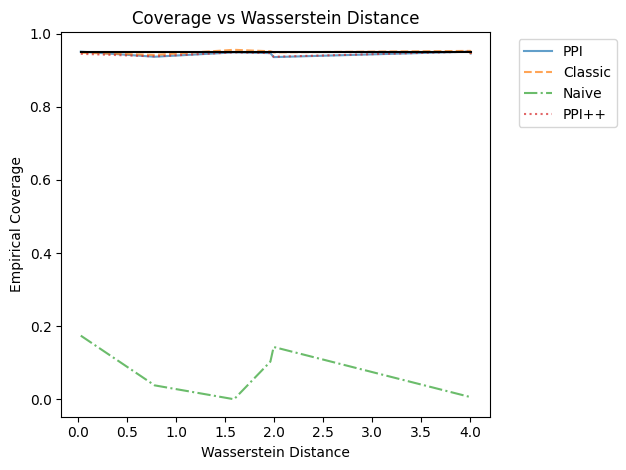 Coverage vs Wasserstein Distance
1.0
0.8
0.6
0.4
0.2
0.0
Empirical Coverage
0.0 0.5 1.0 1.5 2.0 2.5 3.0 3.5 4.0
Wasserstein Distance
PPI
Classic
Naive
PPI++